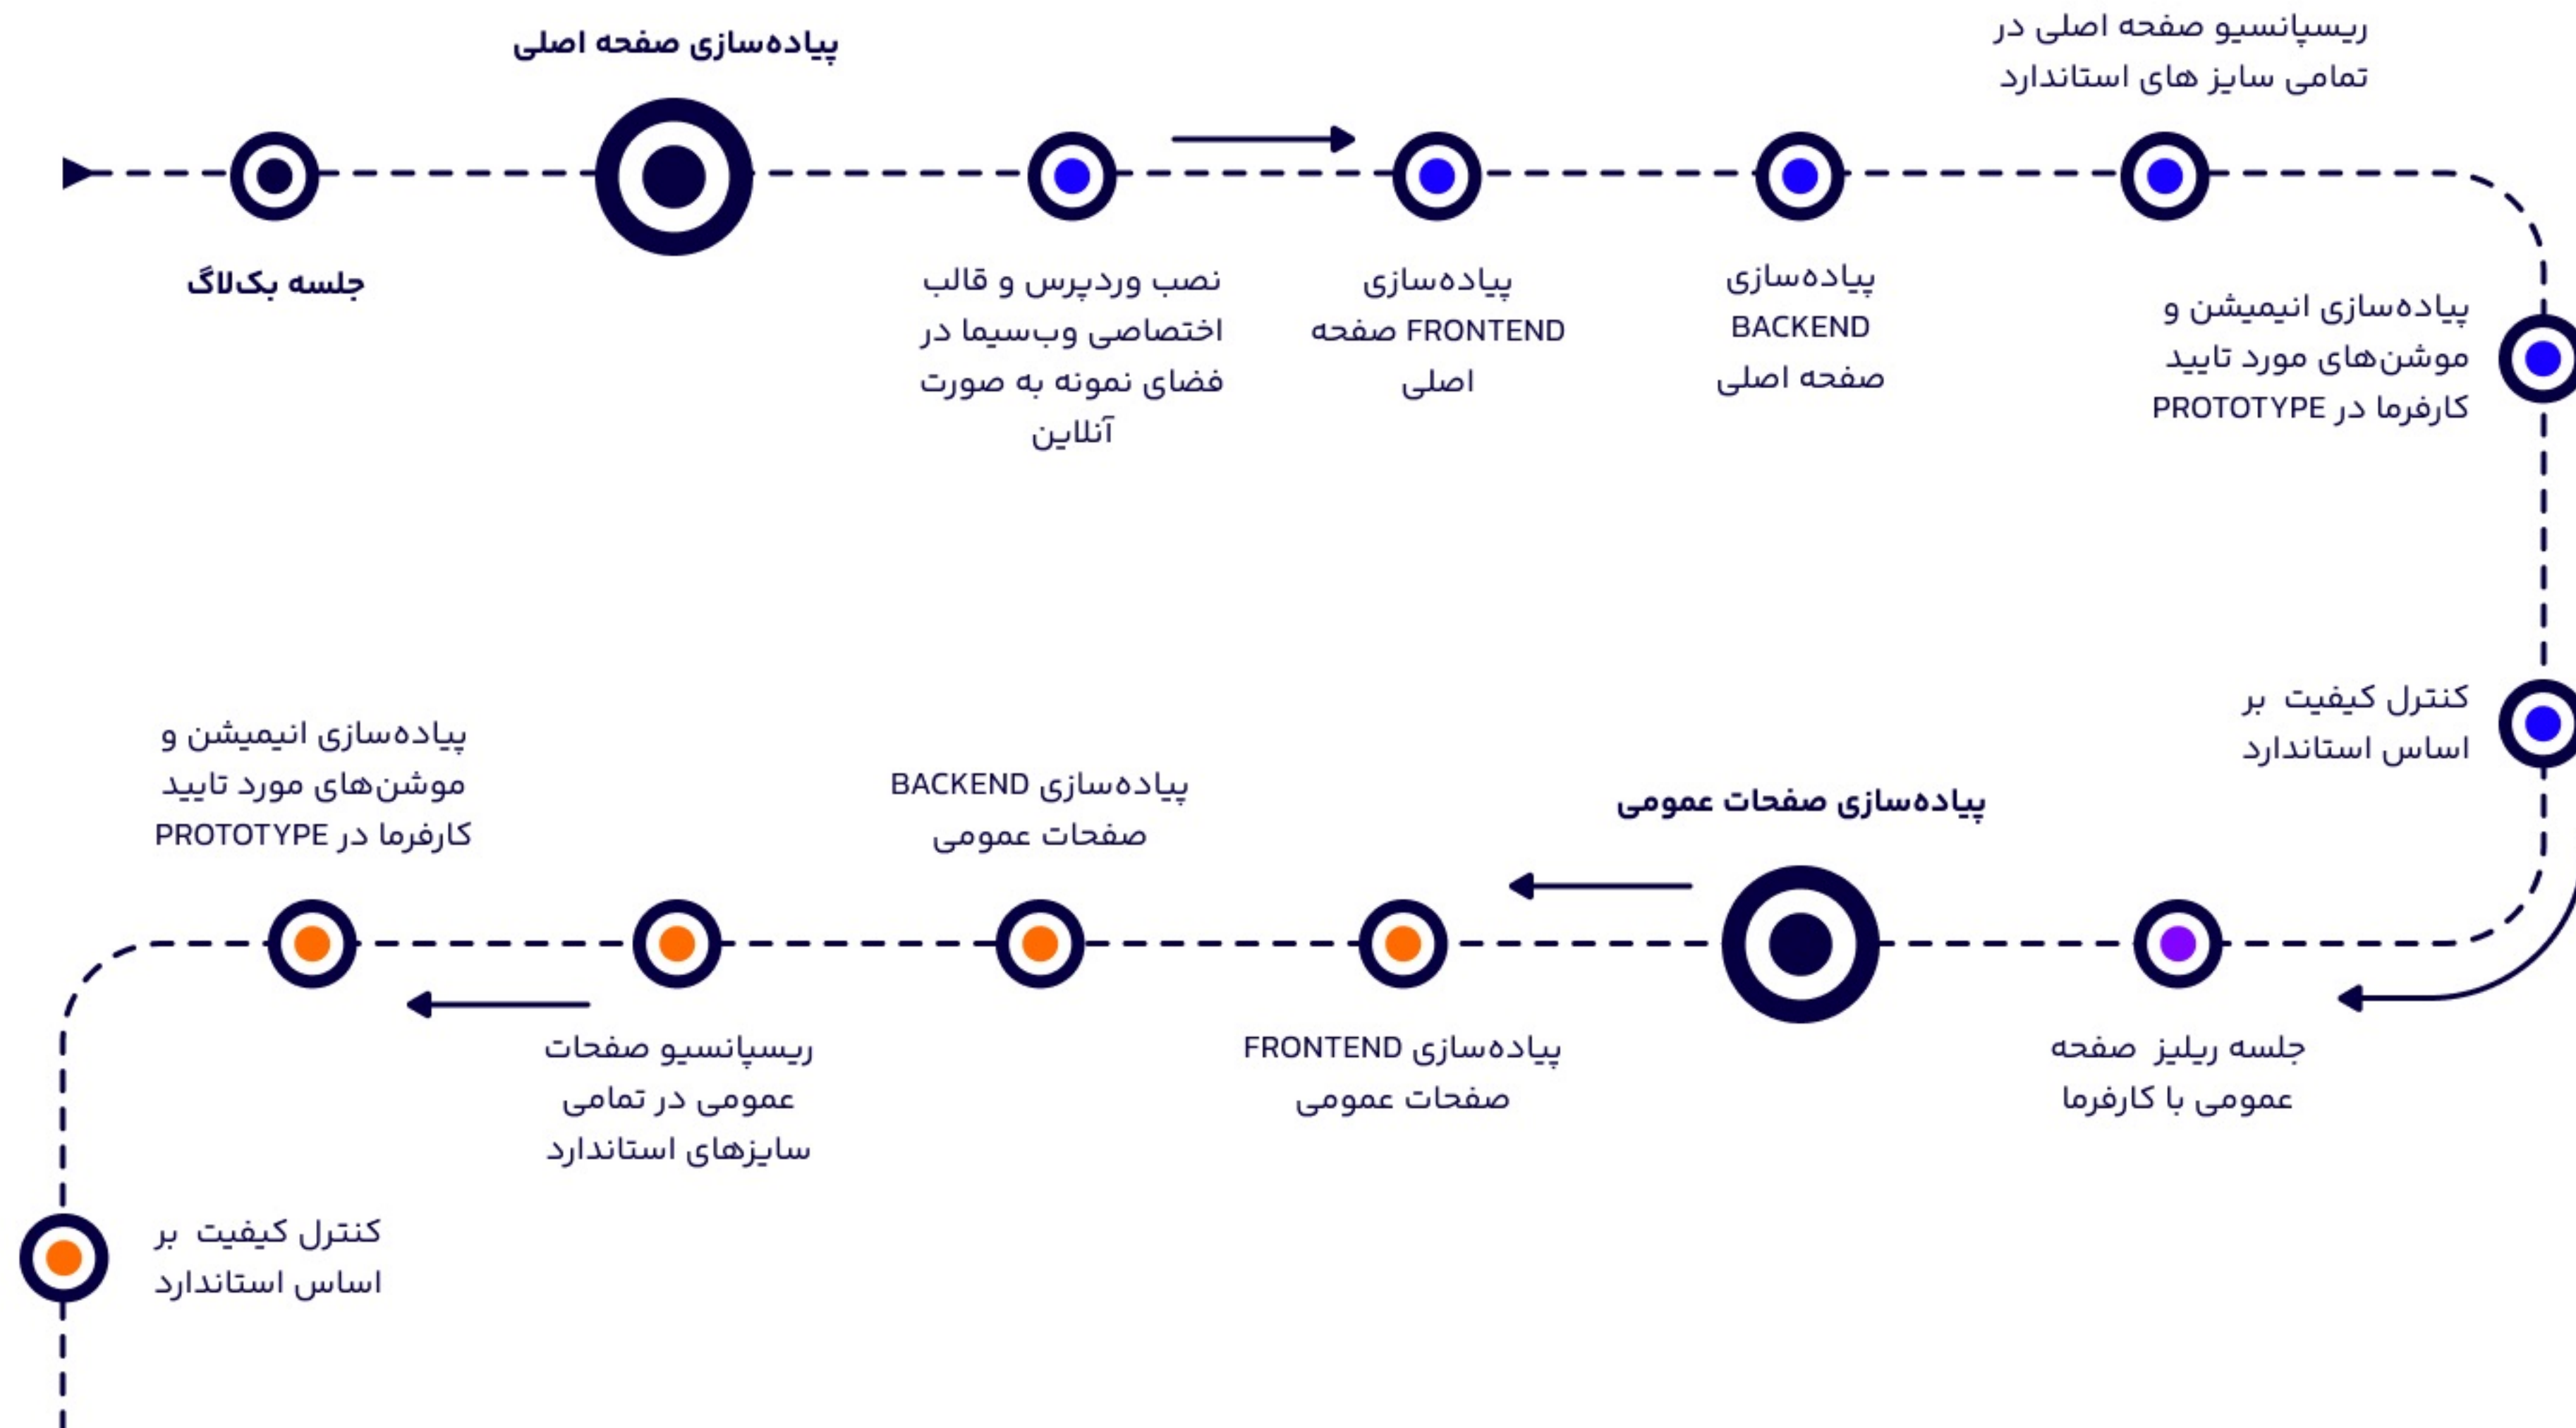 جلسه بک‌لاگ
پیاده‌سازی صفحه اصلی
نصب وردپرس و قالب
اختصاصی وب‌سیما در
فضای نمونه به صورت
آنلاین
پیاده‌سازی
FRONTEND صفحه
اصلی
پیاده‌سازی
BACKEND
صفحه اصلی
ریسپانسیو صفحه اصلی در
تمامی سایز های استاندارد
پیاده‌سازی انیمیشن و
موشن‌های مورد تایید
کارفرما در PROTOTYPE
کنترل کیفیت  بر
اساس استاندارد
جلسه ریلیز  صفحه
عمومی با کارفرما
پیاده‌سازی صفحات عمومی
پیاده‌سازی FRONTEND
صفحات عمومی
پیاده‌سازی BACKEND
صفحات عمومی
ریسپانسیو صفحات
عمومی در تمامی
سایزهای استاندارد
پیاده‌سازی انیمیشن و
موشن‌های مورد تایید
کارفرما در PROTOTYPE
کنترل کیفیت  بر
اساس استاندارد